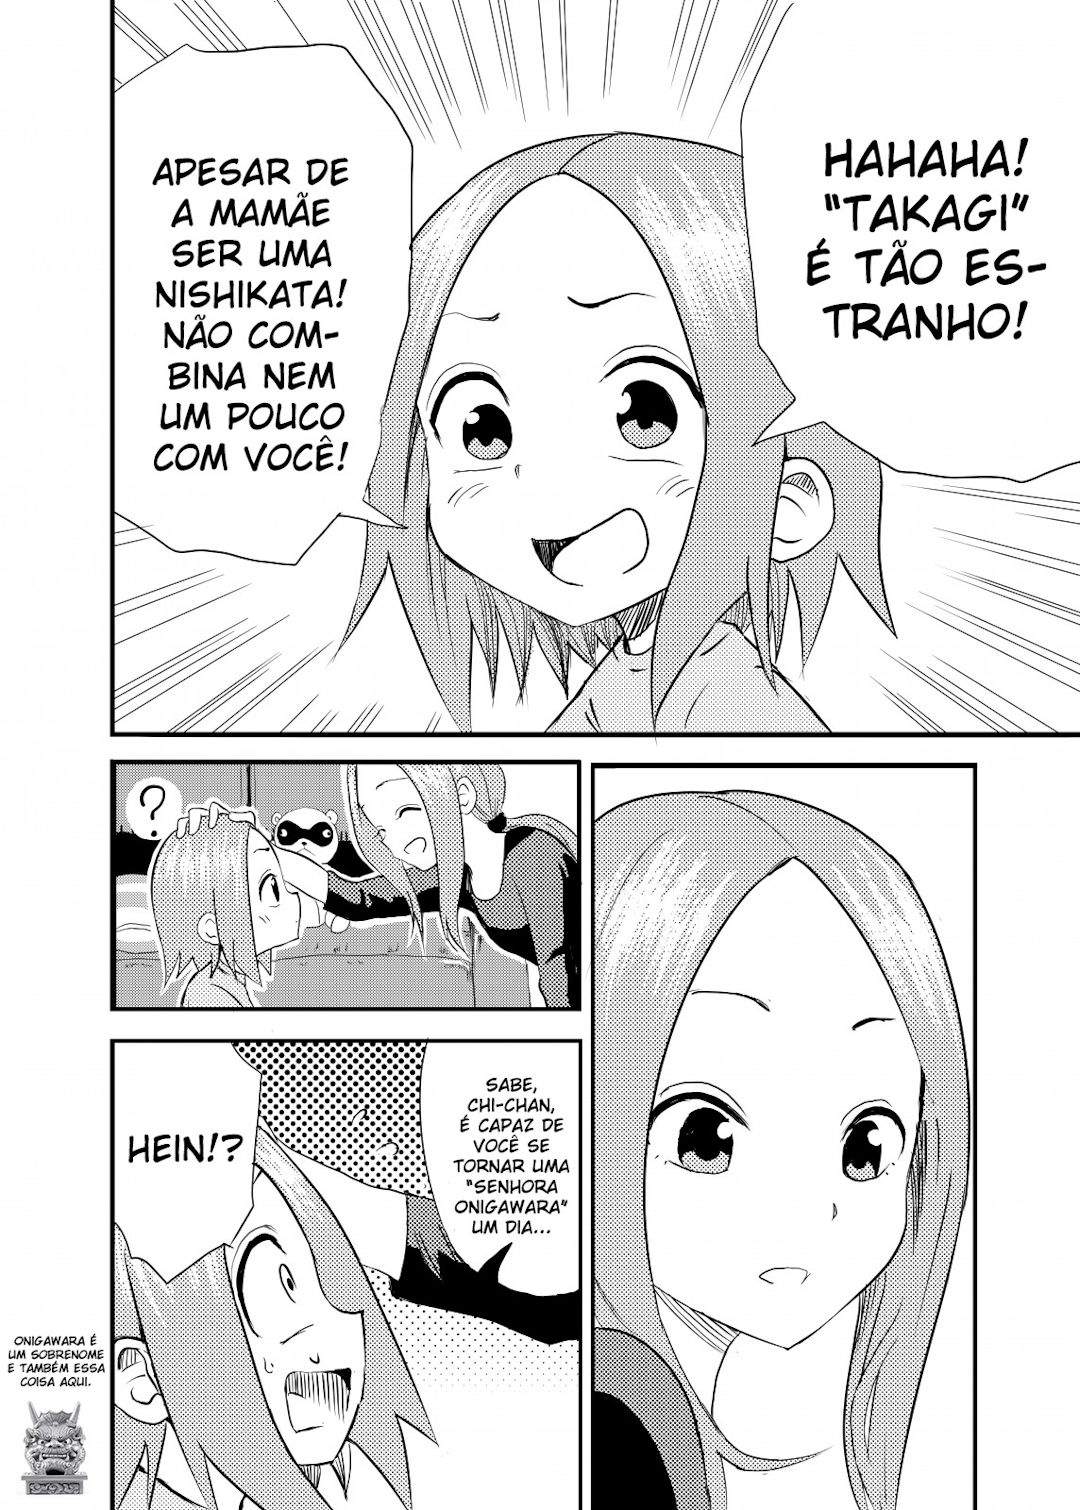 HAHAHA!
"TAKAGI"
É TÃO ES-
TRANHO!
APESAR DE
A MAMÃE
SER UMA
NISHIKATA!
NÃO COM-
BINA NEM
UM POUCO
COM VOCÊ!
?
SABE,
CHI-CHAN,
É CAPAZ DE
VOCÊ SE
TORNAR UMA
"SENHORA
ONIGAWARA"
UM DIA...
HEIN!?
ONIGAWARA É
UM SOBRENOME
E TAMBÉM ESSA
COISA AQUI.